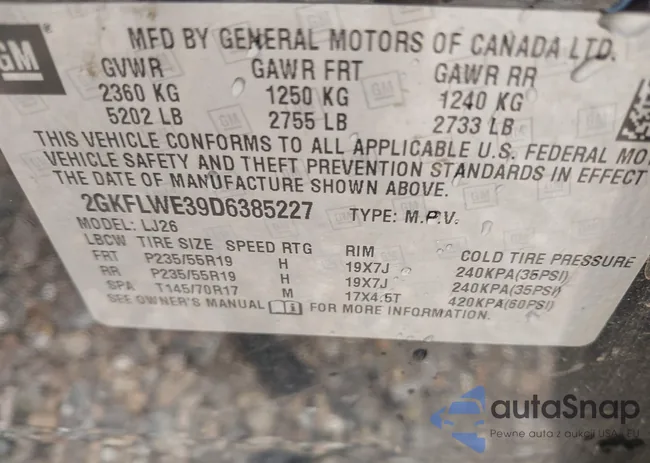 GM
MFD BY GENERAL MOTORS OF CANADA LTD.
GVWR GAWR FRT GAWR RR
2360 KG 1250 KG 1240 KG
5202 LB 2755 LB 2733 LB
THIS VEHICLE CONFORMS TO ALL APPLICABLE U.S. FEDERAL MO
VEHICLE SAFETY AND THEFT PREVENTION STANDARDS IN EFFECT
THE DATE OF MANUFACTURE SHOWN ABOVE.
2GKFLWE39D6385227 TYPE: M.P.V.
MODEL: LJ26
LBCW TIRE SIZE SPEED RTG RIM COLD TIRE PRESSURE
FRT P235/55R19 H 19X7J 240KPA(35PSI)
RR P235/55R19 H 19X7J 240KPA(35PSI)
SPA T145/70R17 M 17X4.5T 420KPA(60PSI)
SEE OWNER'S MANUAL FOR MORE INFORMATION.
autaSnap
Pewne auta z aukcji USA i EU